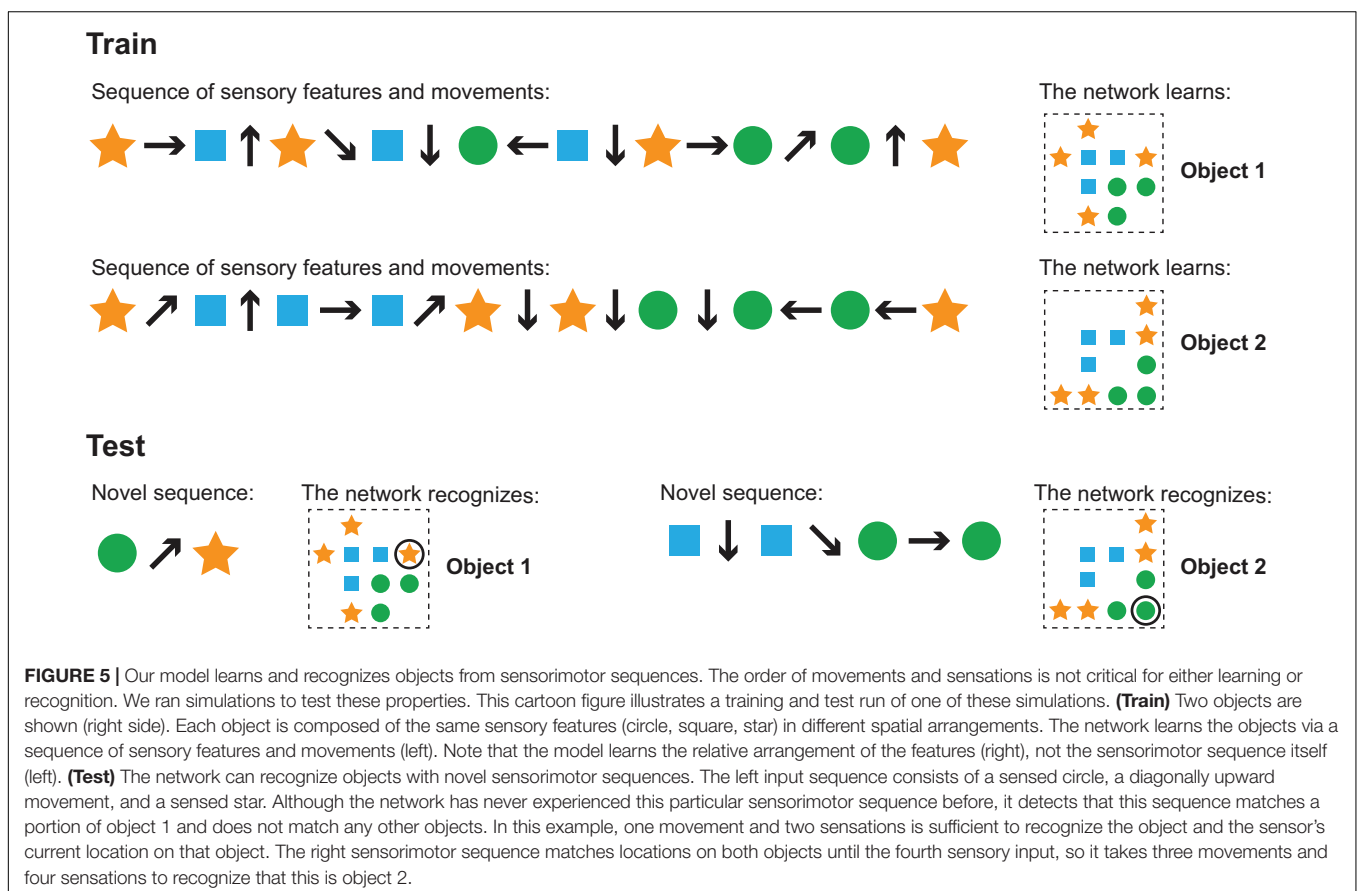 Train
Sequence of sensory features and movements:
The network learns:
Object 1
Sequence of sensory features and movements:
The network learns:
Object 2
Test
Novel sequence:
The network recognizes:
Object 1
Novel sequence:
The network recognizes:
Object 2
FIGURE 5 | Our model learns and recognizes objects from sensorimotor sequences. The order of movements and sensations is not critical for either learning or
recognition. We ran simulations to test these properties. This cartoon figure illustrates a training and test run of one of these simulations. (Train) Two objects are
shown (right side). Each object is composed of the same sensory features (circle, square, star) in different spatial arrangements. The network learns the objects via a
sequence of sensory features and movements (left). Note that the model learns the relative arrangement of the features (right), not the sensorimotor sequence itself
(left). (Test) The network can recognize objects with novel sensorimotor sequences. The left input sequence consists of a sensed circle, a diagonally upward
movement, and a sensed star. Although the network has never experienced this particular sensorimotor sequence before, it detects that this sequence matches a
portion of object 1 and does not match any other objects. In this example, one movement and two sensations is sufficient to recognize the object and the sensor's
current location on that object. The right sensorimotor sequence matches locations on both objects until the fourth sensory input, so it takes three movements and
four sensations to recognize that this is object 2.